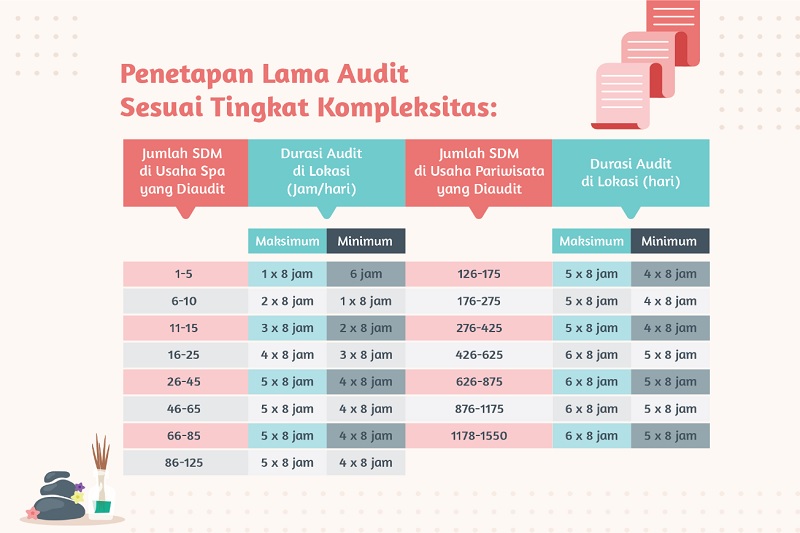 Penetapan Lama Audit
Sesuai Tingkat Kompleksitas:
Jumlah SDM
di Usaha Spa
yang Diaudit
Durasi Audit
di Lokasi
(Jam/hari)
Jumlah SDM
di Usaha Pariwisata
yang Diaudit
Durasi Audit
di Lokasi (hari)
Maksimum Minimum Maksimum Minimum
1-5 1 x 8 jam 6 jam 126-175 5 x 8 jam 4 x 8 jam
6-10 2 x 8 jam 1 x 8 jam 176-275 5 x 8 jam 4 x 8 jam
11-15 3 x 8 jam 2 x 8 jam 276-425 5 x 8 jam 4 x 8 jam
16-25 4 x 8 jam 3 x 8 jam 426-625 6 x 8 jam 5 x 8 jam
26-45 5 x 8 jam 4 x 8 jam 626-875 6 x 8 jam 5 x 8 jam
46-65 5 x 8 jam 4 x 8 jam 876-1175 6 x 8 jam 5 x 8 jam
66-85 5 x 8 jam 4 x 8 jam 1178-1550 6 x 8 jam 5 x 8 jam
86-125 5 x 8 jam 4 x 8 jam